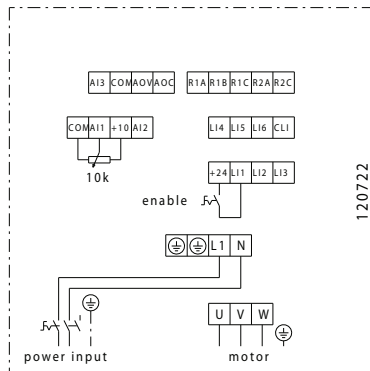 AI3 COM AOV AOC R1A R1B R1C R2A R2C
COM AI1 +10 AI2 LI4 LI5 LI6 CLI
10k
+24 LI1 LI2 LI3
enable
120722
L1 N
U V W
power input motor